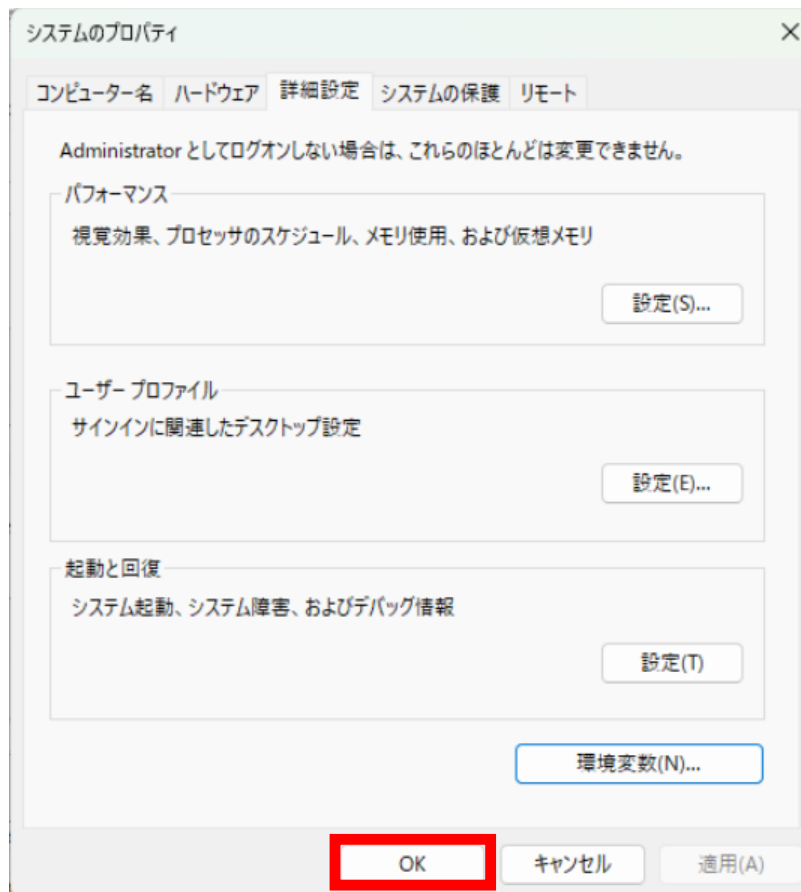 システムのプロパティ
コンピューター名 ハードウェア 詳細設定 システムの保護 リモート
Administrator としてログオンしない場合は、これらのほとんどは変更できません。
パフォーマンス
視覚効果、プロセッサのスケジュール、メモリ使用、および仮想メモリ
設定(S)...
ユーザー プロファイル
サインインに関連したデスクトップ設定
設定(E)...
起動と回復
システム起動、システム障害、およびデバッグ情報
設定(T)
環境変数(N)...
OK キャンセル 適用(A)